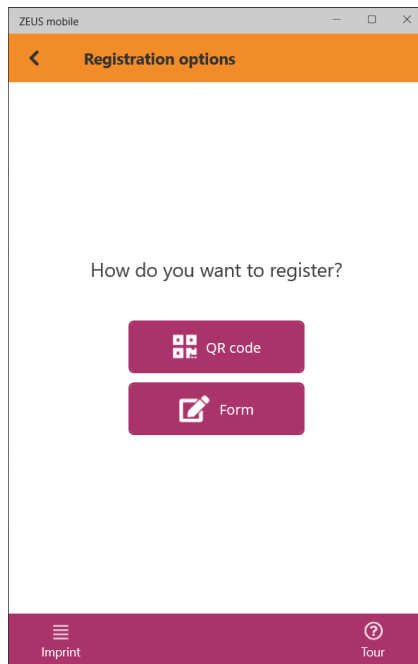 ZEUS mobile
Registration options
How do you want to register?
QR code
Form
Imprint
Tour